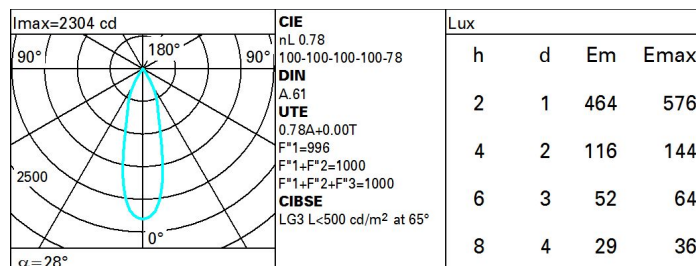 Imax=2304 cd
90° 180° 90°
2500
0°
α=28°
CIE
nL 0.78
100-100-100-100-78
DIN
A.61
UTE
0.78A+0.00T
F"1=996
F"1+F"2=1000
F"1+F"2+F"3=1000
CIBSE
LG3 L<500 cd/m² at 65°
Lux
h d Em Emax
2 1 464 576
4 2 116 144
6 3 52 64
8 4 29 36